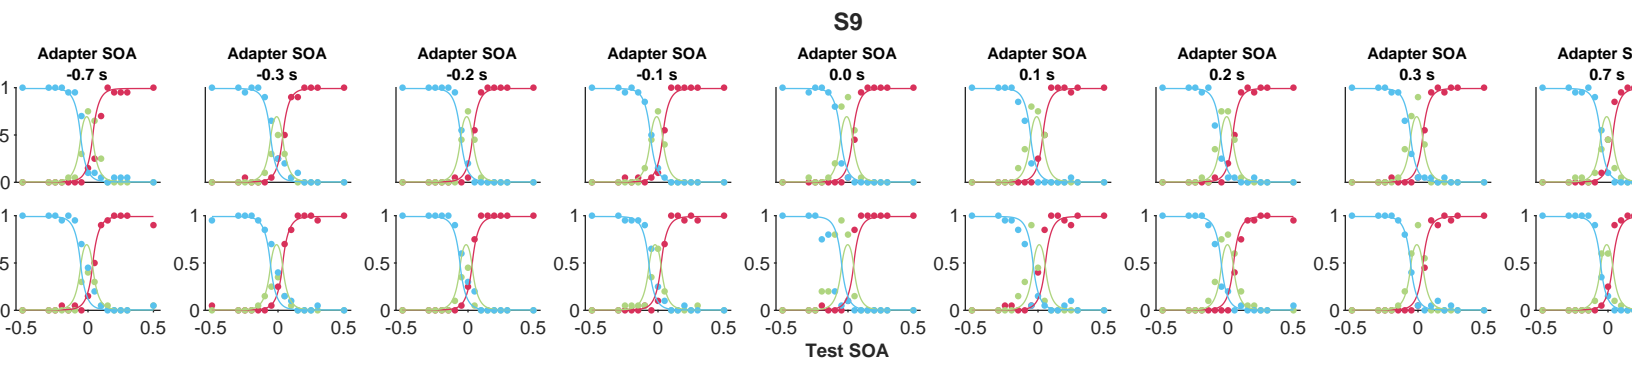 S9
Adapter SOA Adapter SOA Adapter SOA Adapter SOA Adapter SOA Adapter SOA Adapter SOA Adapter SOA Adapter S
-0.7 s -0.3 s -0.2 s -0.1 s 0.0 s 0.1 s 0.2 s 0.3 s 0.7 s
1
5
0
1 1 1 1 1 1 1 1 1
5 0.5 0.5 0.5 0.5 0.5 0.5 0.5 0.5
0 0 0 0 0 0 0 0 0
-0.5 0 0.5 -0.5 0 0.5 -0.5 0 0.5 -0.5 0 0.5 -0.5 0 0.5 -0.5 0 0.5 -0.5 0 0.5 -0.5 0 0.5 -0.5 0
Test SOA